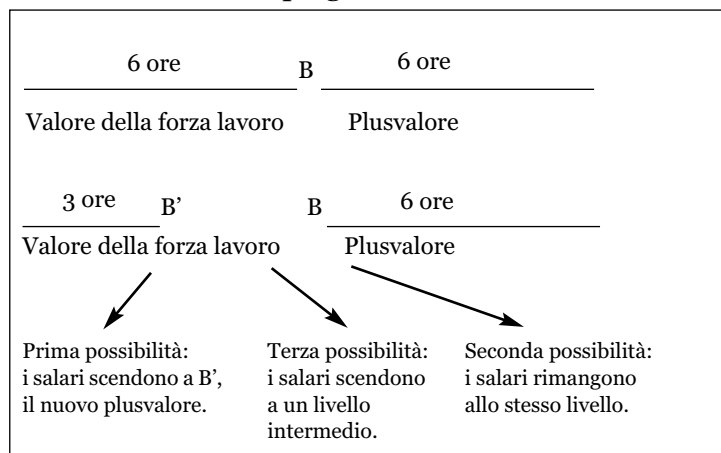 6 ore B 6 ore
Valore della forza lavoro Plusvalore
3 ore B’ B 6 ore
Valore della forza lavoro Plusvalore
Prima possibilità:
i salari scendono a B’,
il nuovo plusvalore.
Terza possibilità:
i salari scendono
a un livello
intermedio.
Seconda possibilità:
i salari rimangono
allo stesso livello.